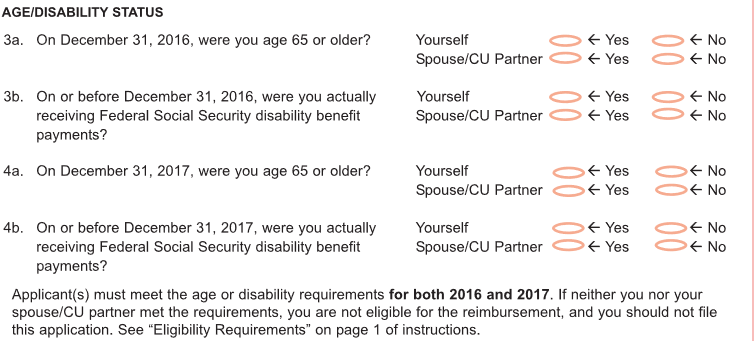 AGE/DISABILITY STATUS
3a. On December 31, 2016, were you age 65 or older? Yourself ← Yes ← No
Spouse/CU Partner ← Yes ← No
3b. On or before December 31, 2016, were you actually Yourself ← Yes ← No
receiving Federal Social Security disability benefit Spouse/CU Partner ← Yes ← No
payments?
4a. On December 31, 2017, were you age 65 or older? Yourself ← Yes ← No
Spouse/CU Partner ← Yes ← No
4b. On or before December 31, 2017, were you actually Yourself ← Yes ← No
receiving Federal Social Security disability benefit Spouse/CU Partner ← Yes ← No
payments?
Applicant(s) must meet the age or disability requirements for both 2016 and 2017. If neither you nor your
spouse/CU partner met the requirements, you are not eligible for the reimbursement, and you should not file
this application. See “Eligibility Requirements” on page 1 of instructions.